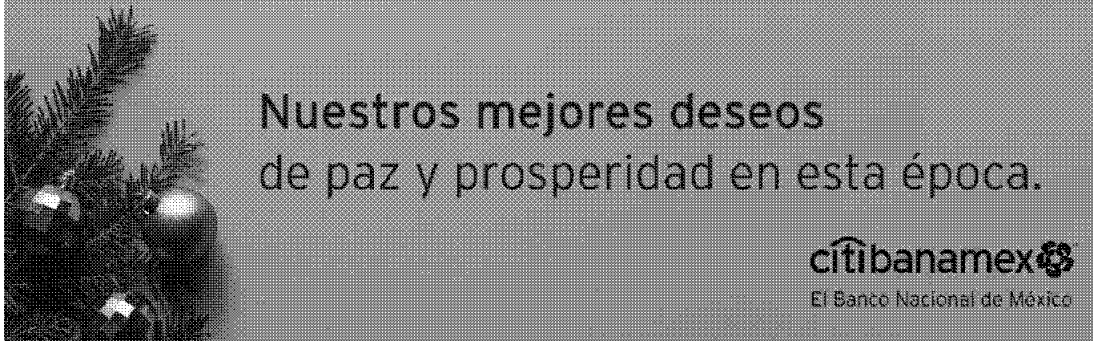 Nuestros mejores deseos
de paz y prosperidad en esta época.
citibanamex
El Banco Nacional de México